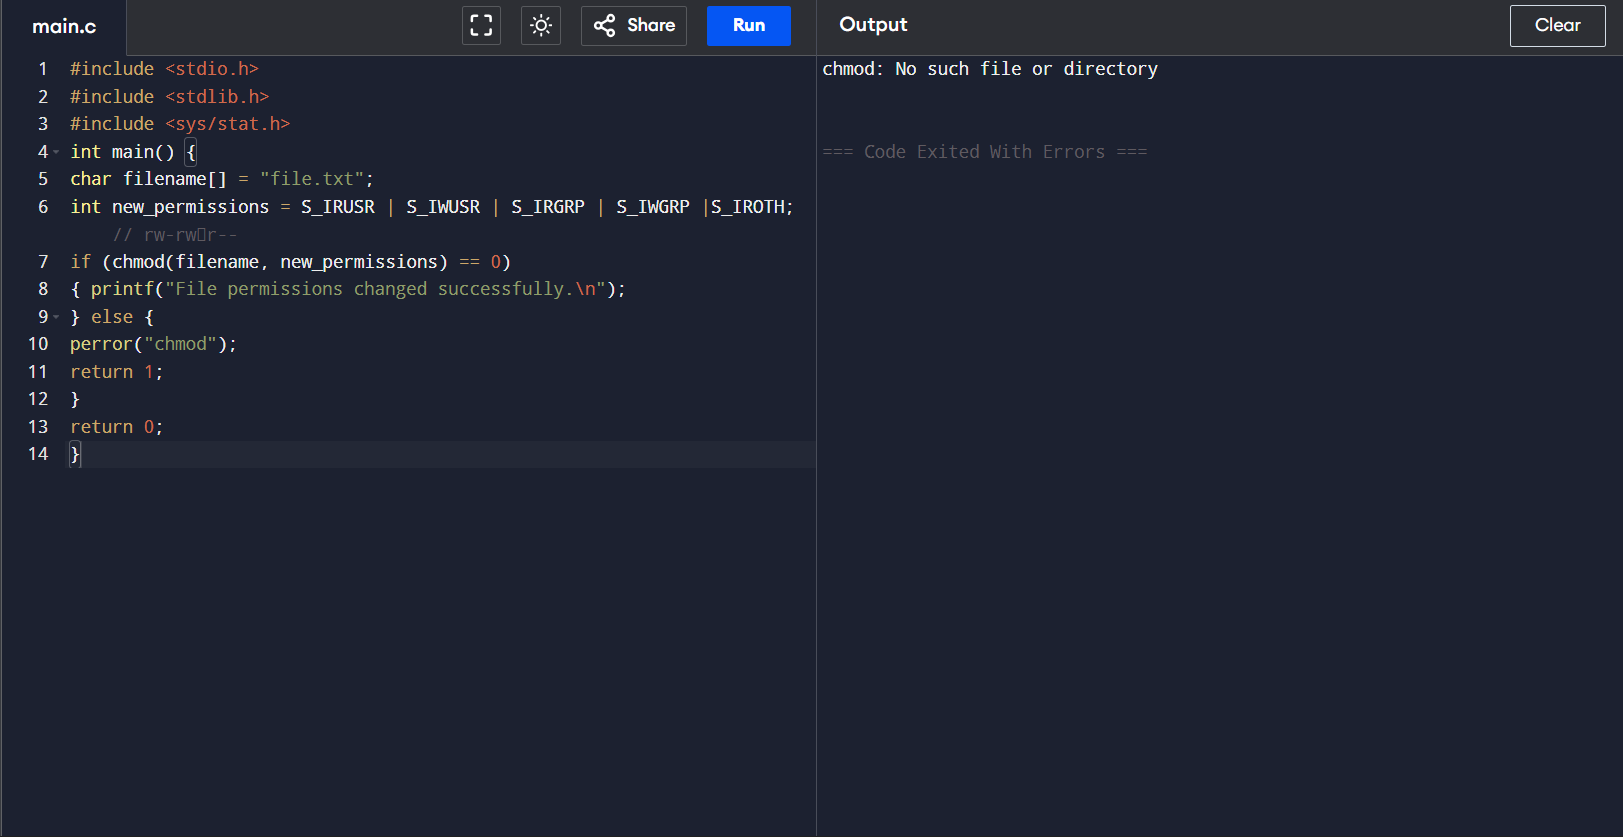 main.c
Share
Run
Output
Clear
1 #include <stdio.h>
2 #include <stdlib.h>
3 #include <sys/stat.h>
4 int main() {
5 char filename[] = "file.txt";
6 int new_permissions = S_IRUSR | S_IWUSR | S_IRGRP | S_IWGRP |S_IROTH;
// rw-rw▯r--
7 if (chmod(filename, new_permissions) == 0)
8 { printf("File permissions changed successfully.\n");
9 } else {
10 perror("chmod");
11 return 1;
12 }
13 return 0;
14 }
chmod: No such file or directory
=== Code Exited With Errors ===